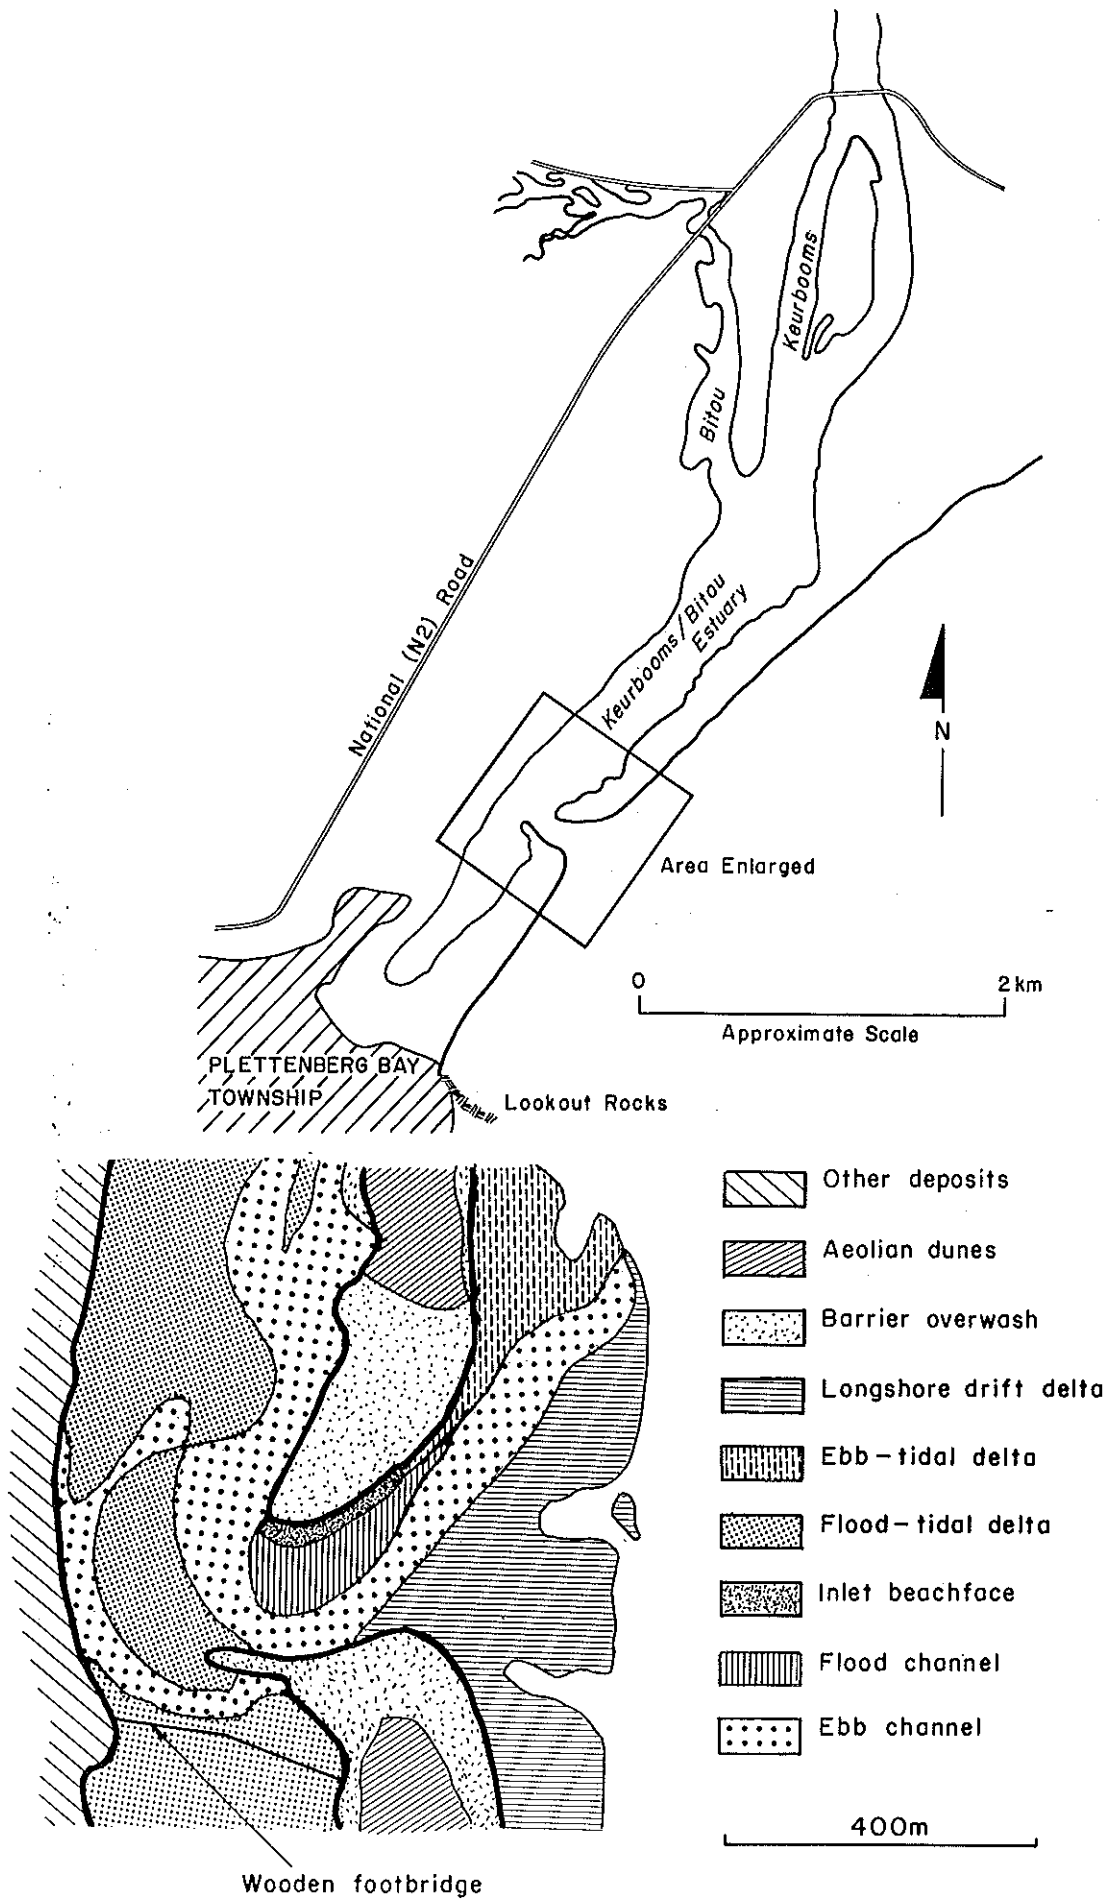 Keurbooms
Bitou
National (N2) Road
Keurbooms/Bitou
Estuary
N
Area Enlarged
0 2 km
Approximate Scale
PLETTENBERG BAY
TOWNSHIP
Lookout Rocks
Other deposits
Aeolian dunes
Barrier overwash
Longshore drift delta
Ebb-tidal delta
Flood-tidal delta
Inlet beachface
Flood channel
Ebb channel
400m
Wooden footbridge